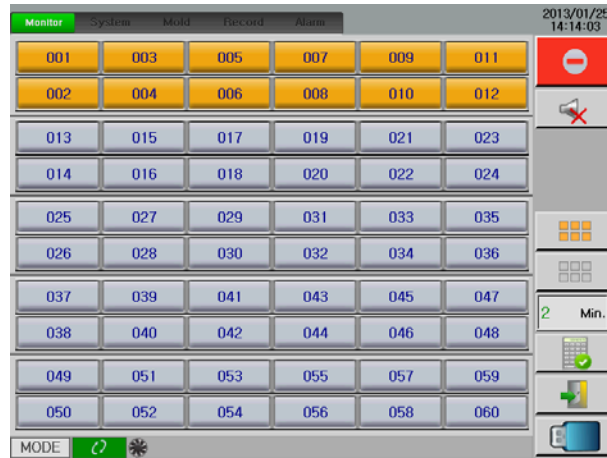 Monitor System Mold Record Alarm
2013/01/25
14:14:03
001 003 005 007 009 011
002 004 006 008 010 012
013 015 017 019 021 023
014 016 018 020 022 024
025 027 029 031 033 035
026 028 030 032 034 036
037 039 041 043 045 047
038 040 042 044 046 048
2 Min.
049 051 053 055 057 059
050 052 054 056 058 060
MODE